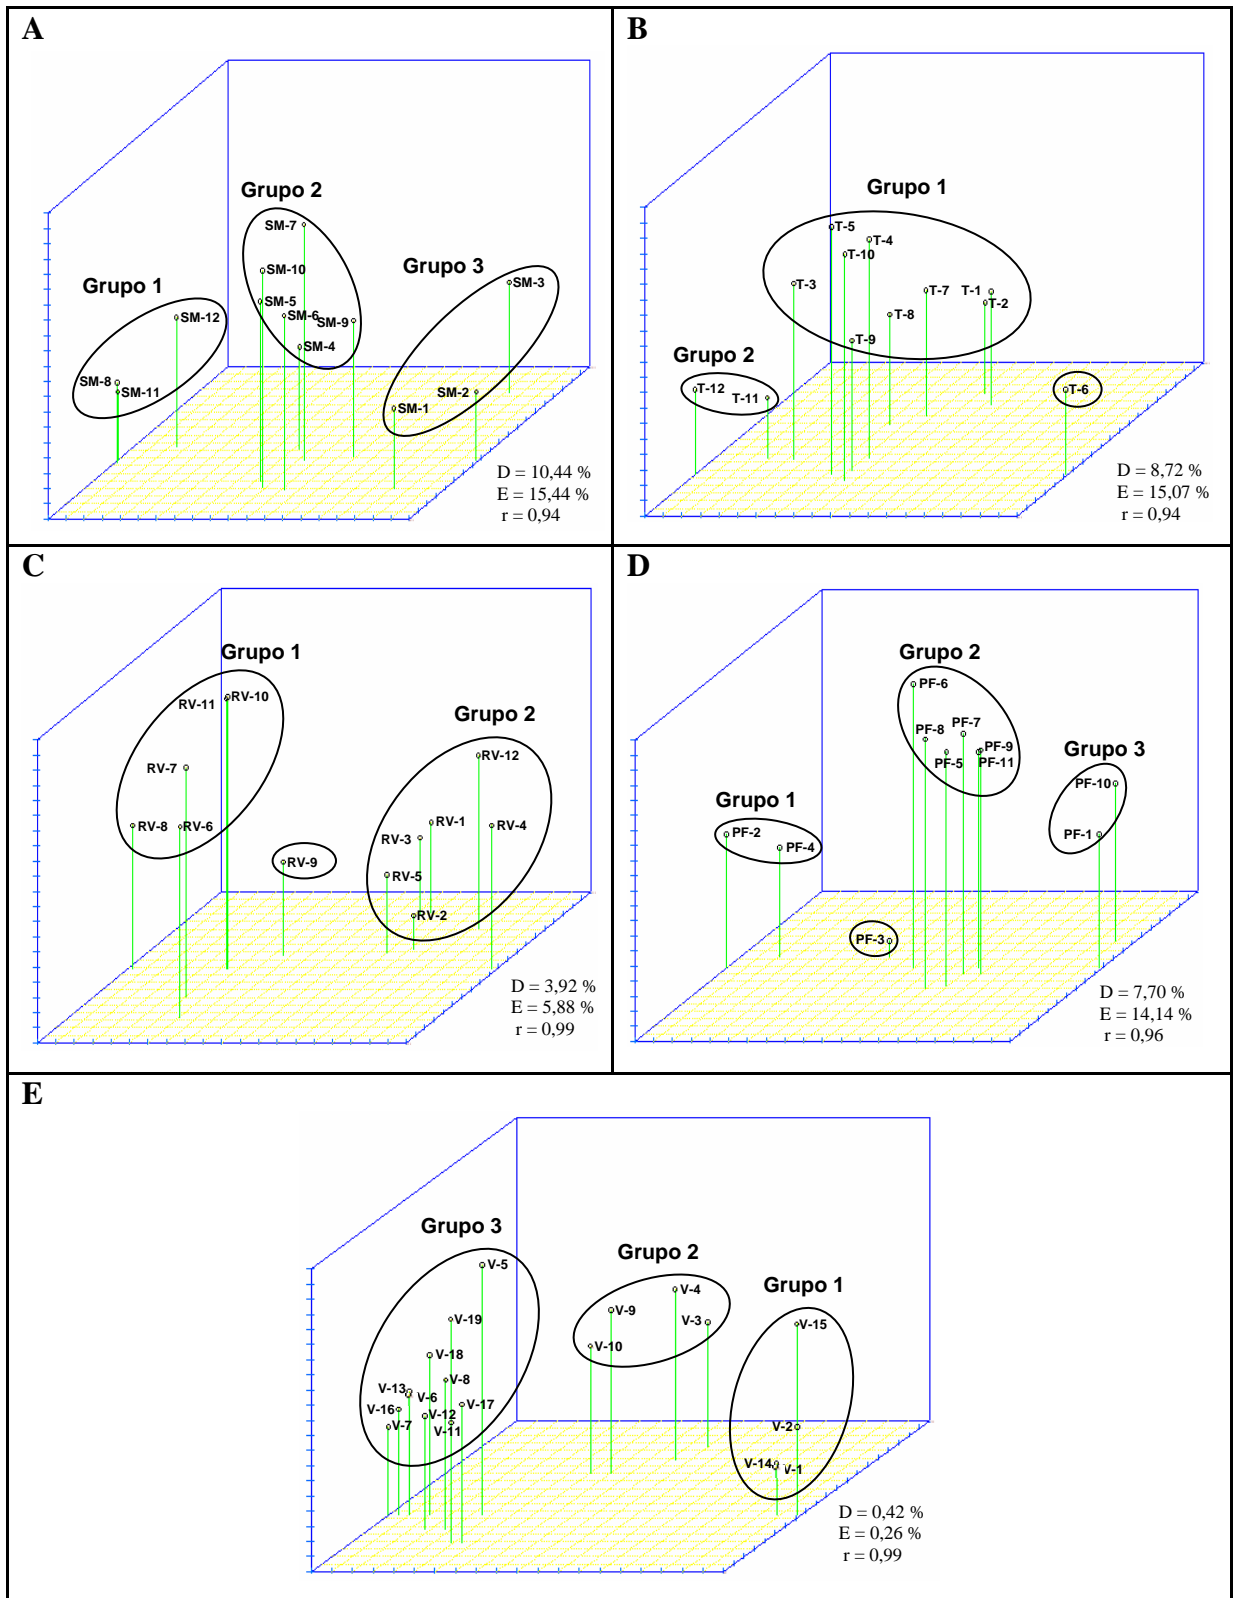 A
Grupo 2
SM-7
SM-10
Grupo 3
Grupo 1
SM-3
SM-5
SM-12
SM-6
SM-9
SM-4
SM-8
SM-11
SM-2
SM-1
D = 10,44 %
E = 15,44 %
r = 0,94
B
Grupo 1
T-5
T-4
T-10
T-3
T-7
T-1
T-2
T-8
T-9
Grupo 2
T-12
T-11
T-6
D = 8,72 %
E = 15,07 %
r = 0,94
C
Grupo 1
RV-11
RV-10
Grupo 2
RV-12
RV-7
RV-8
RV-6
RV-1
RV-4
RV-3
RV-9
RV-5
RV-2
D = 3,92 %
E = 5,88 %
r = 0,99
D
Grupo 2
PF-6
PF-8
PF-7
PF-9
PF-5
PF-11
Grupo 3
PF-10
Grupo 1
PF-2
PF-4
PF-1
PF-3
D = 7,70 %
E = 14,14 %
r = 0,96
E
Grupo 3
Grupo 2
V-5
Grupo 1
V-4
V-9
V-19
V-3
V-15
V-10
V-18
V-8
V-13
V-6
V-17
V-16
V-12
V-7
V-11
V-2
V-14
V-1
D = 0,42 %
E = 0,26 %
r = 0,99